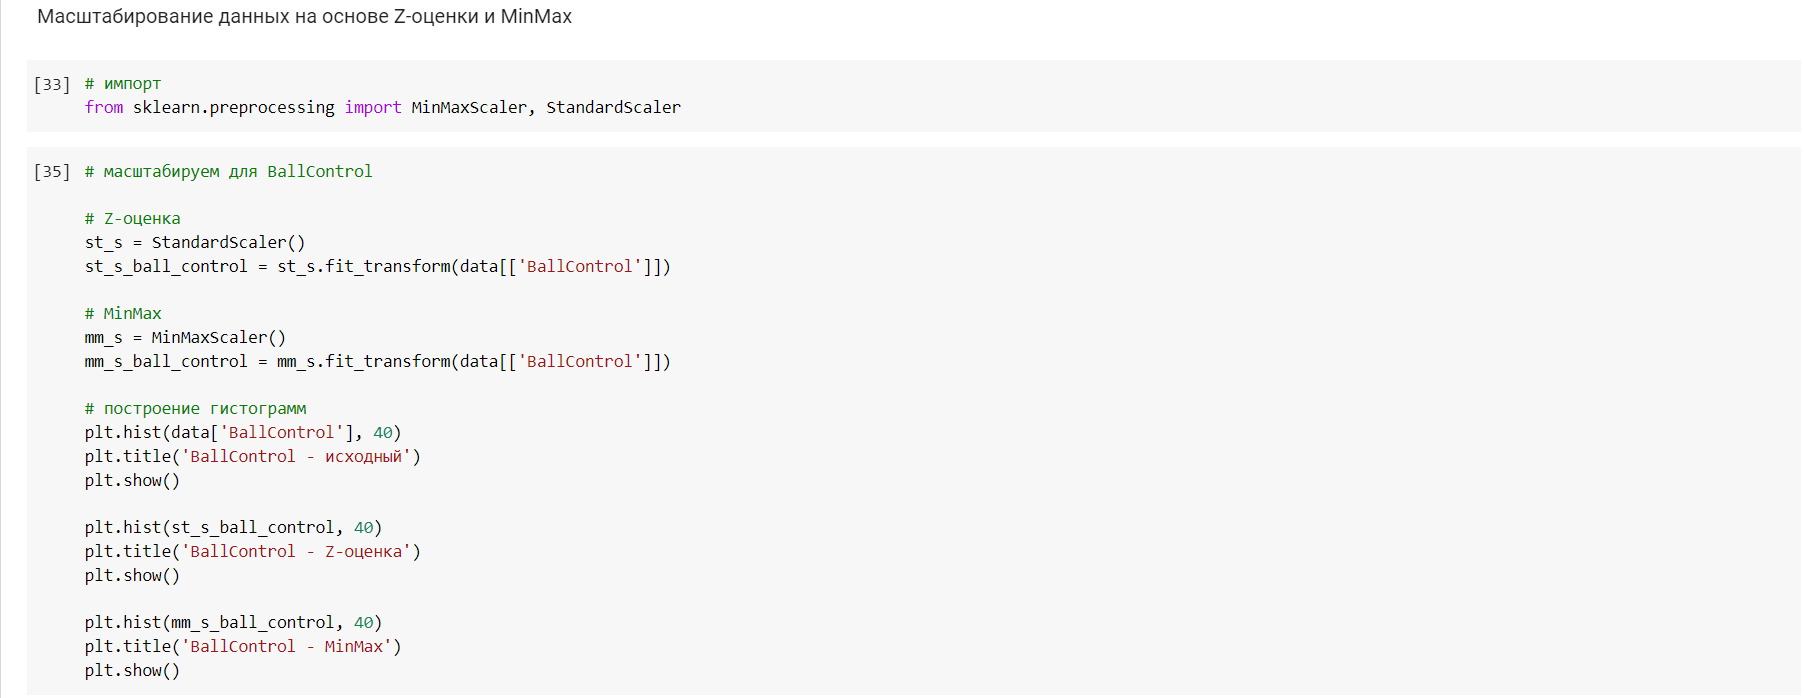 Масштабирование данных на основе Z-оценки и MinMax
[33] # импорт
from sklearn.preprocessing import MinMaxScaler, StandardScaler
[35] # масштабируем для BallControl
# Z-оценка
st_s = StandardScaler()
st_s_ball_control = st_s.fit_transform(data[['BallControl']])
# MinMax
mm_s = MinMaxScaler()
mm_s_ball_control = mm_s.fit_transform(data[['BallControl']])
# построение гистограмм
plt.hist(data['BallControl'], 40)
plt.title('BallControl - исходный')
plt.show()
plt.hist(st_s_ball_control, 40)
plt.title('BallControl - Z-оценка')
plt.show()
plt.hist(mm_s_ball_control, 40)
plt.title('BallControl - MinMax')
plt.show()